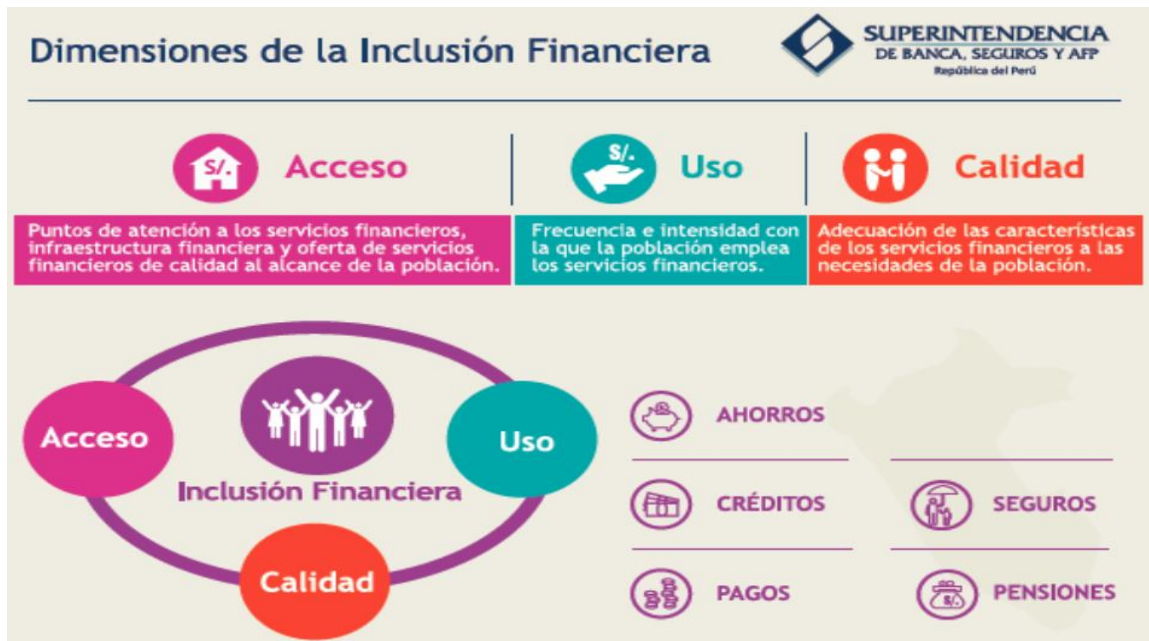 Dimensiones de la Inclusión Financiera
SUPERINTENDENCIA
DE BANCA, SEGUROS Y AFP
República del Perú
S/.
Acceso
S/.
Uso
Calidad
Puntos de atención a los servicios financieros,
infraestructura financiera y oferta de servicios
financieros de calidad al alcance de la población.
Frecuencia e intensidad con
la que la población emplea
los servicios financieros.
Adecuación de las características
de los servicios financieros a las
necesidades de la población.
Acceso
Uso
Inclusión Financiera
Calidad
AHORROS
CRÉDITOS
SEGUROS
PAGOS
S/.
PENSIONES